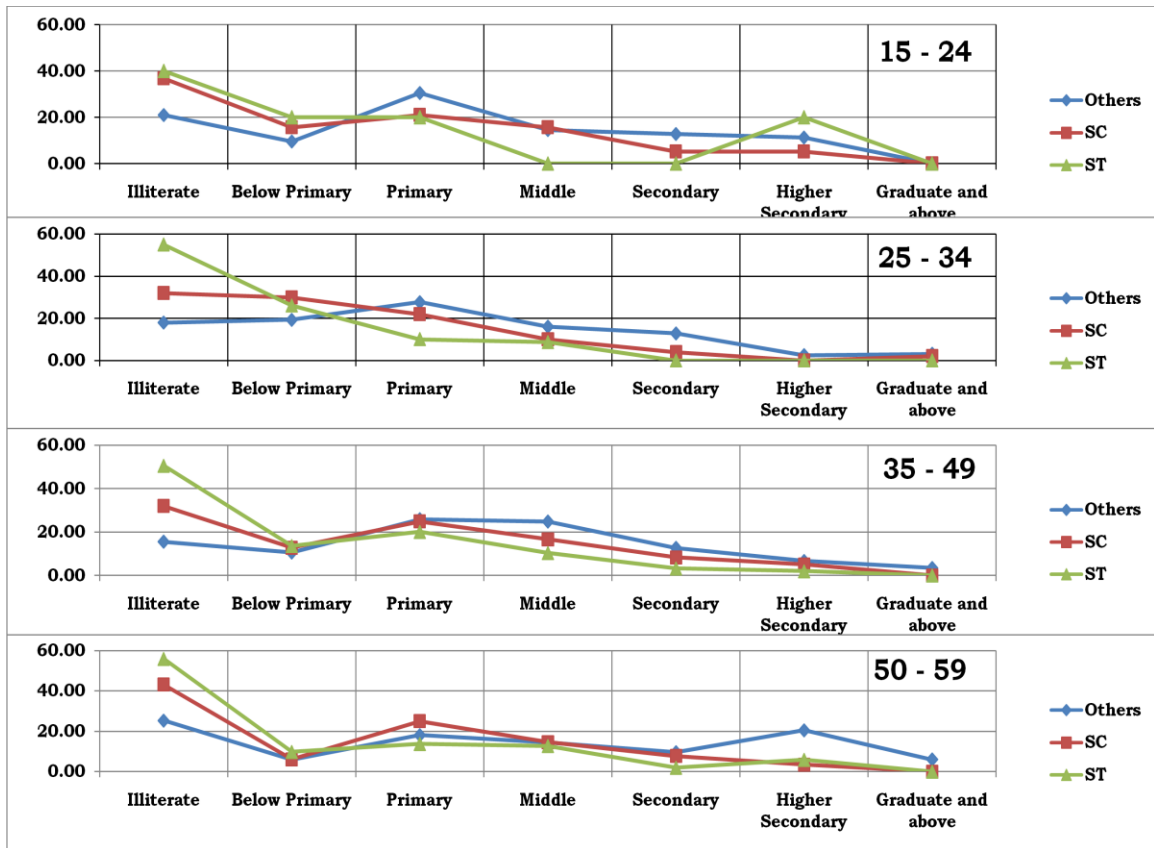 60.00
15 - 24
40.00
Others
20.00
SC
0.00
ST
Illiterate Below Primary Primary Middle Secondary Higher Secondary Graduate and above
60.00
25 - 34
40.00
Others
20.00
SC
0.00
ST
Illiterate Below Primary Primary Middle Secondary Higher Secondary Graduate and above
60.00
35 - 49
40.00
Others
20.00
SC
0.00
ST
Illiterate Below Primary Primary Middle Secondary Higher Secondary Graduate and above
60.00
50 - 59
40.00
Others
20.00
SC
0.00
ST
Illiterate Below Primary Primary Middle Secondary Higher Secondary Graduate and above